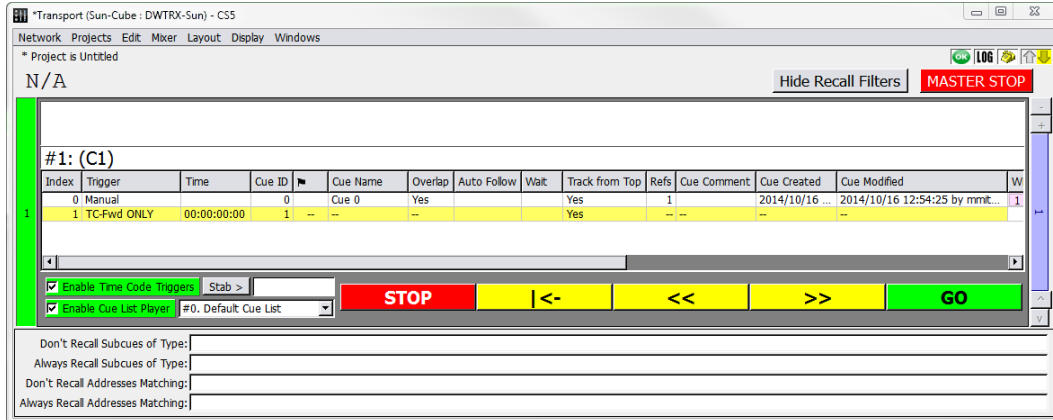 *Transport (Sun-Cube : DWTRX-Sun) - CS5
Network Projects Edit Mixer Layout Display Windows
* Project is Untitled
OK LOG
N/A
Hide Recall Filters MASTER STOP
-
+
#1: (C1)
Index Trigger Time Cue ID Cue Name Overlap Auto Follow Wait Track from Top Refs Cue Comment Cue Created Cue Modified W
0 Manual 0 Cue 0 Yes Yes 1 2014/10/16 ... 2014/10/16 12:54:25 by mmit... 1
1 TC-Fwd ONLY 00:00:00:00 1 -- -- -- Yes -- -- -- --
1
1
Enable Time Code Triggers Stab >
Enable Cue List Player #0. Default Cue List
STOP |<- << >> GO
^
v
Don't Recall Subcues of Type:
Always Recall Subcues of Type:
Don't Recall Addresses Matching:
Always Recall Addresses Matching: